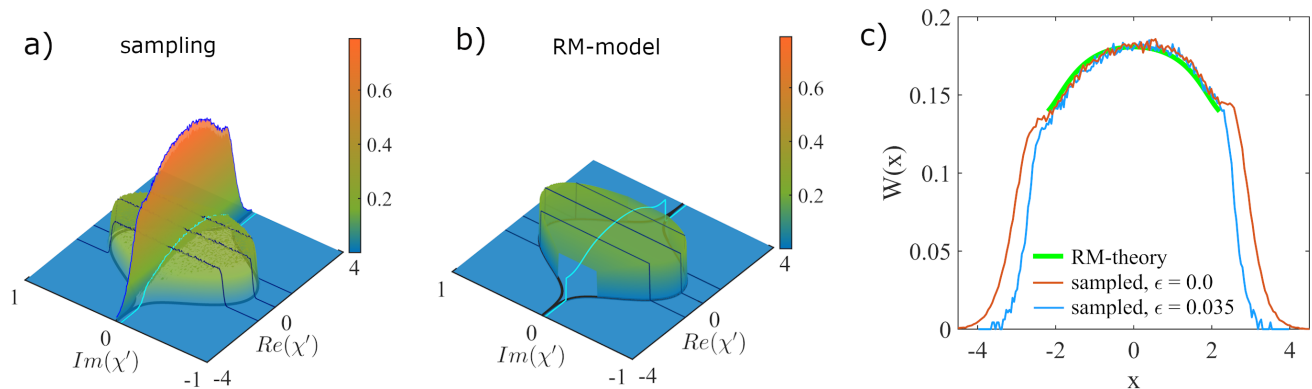 a)
sampling
0.6
0.4
0.2
4
0
Re(χ′)
-4
-1
Im(χ′)
0
1
b)
RM-model
0.6
0.4
0.2
4
0
Re(χ′)
-4
-1
Im(χ′)
0
1
c)
0.2
0.15
0.1
0.05
0
W(x)
RM-theory
sampled, ϵ = 0.0
sampled, ϵ = 0.035
-4 -2 0 2 4
x